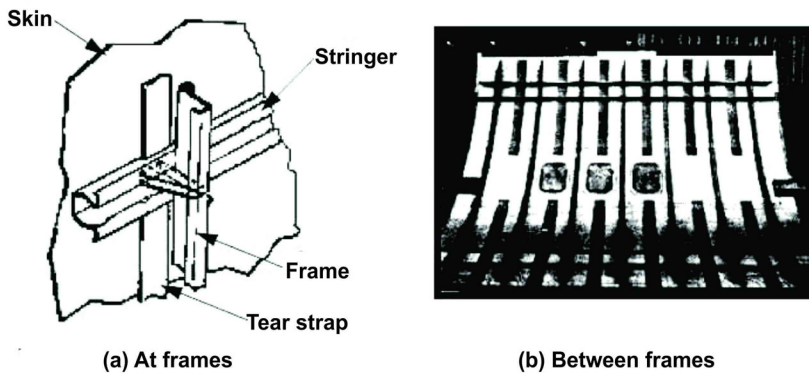 Skin
Stringer
Frame
Tear strap
(a) At frames
(b) Between frames